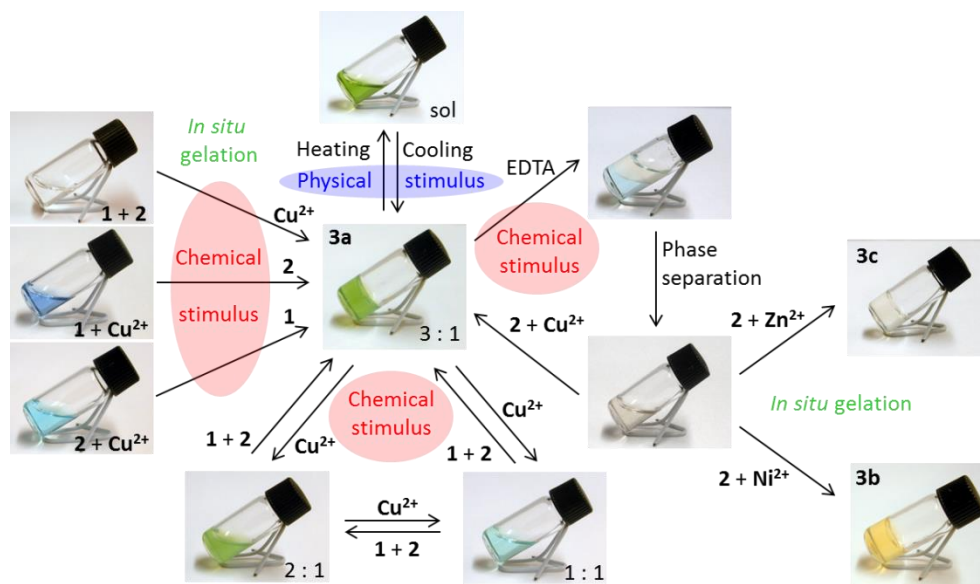 sol
In situ
gelation
Heating
Cooling
Physical
stimulus
EDTA
1 + 2
Cu²⁺
3a
Chemical
stimulus
Chemical
stimulus
2
1 + Cu²⁺
1
3 : 1
Phase
separation
3c
2 + Cu²⁺
2 + Zn²⁺
2 + Cu²⁺
Chemical
stimulus
In situ gelation
1 + 2
Cu²⁺
Cu²⁺
1 + 2
2 + Ni²⁺
3b
Cu²⁺
1 + 2
2 : 1
1 : 1